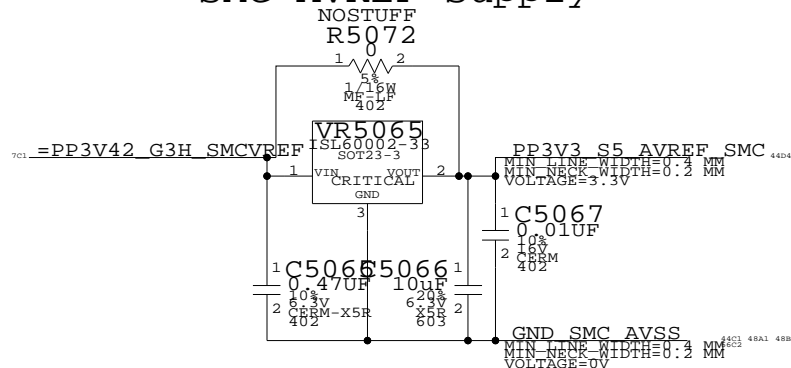 SMC AVREF Supply
NOSTUFF
R5072
0
1 2
5%
1/16W
MF-LF
402
VR5065
ISL60002-33
SOT23-3
7C1 =PP3V42_G3H_SMCVREF
1 VIN VOUT 2
CRITICAL
GND
3
PP3V3_S5_AVREF_SMC 44D4
MIN_LINE_WIDTH=0.4 MM
MIN_NECK_WIDTH=0.2 MM
VOLTAGE=3.3V
1 C5067
0.01UF
10%
16V
2 CERM
402
1 C5065
0.47UF
10%
6.3V
2 CERM-X5R
402
C5066 1
10uF
20%
6.3V
X5R 2
603
GND_SMC_AVSS 44C1 48A1 48B
MIN_LINE_WIDTH=0.4 MM
MIN_NECK_WIDTH=0.2 MM
VOLTAGE=0V